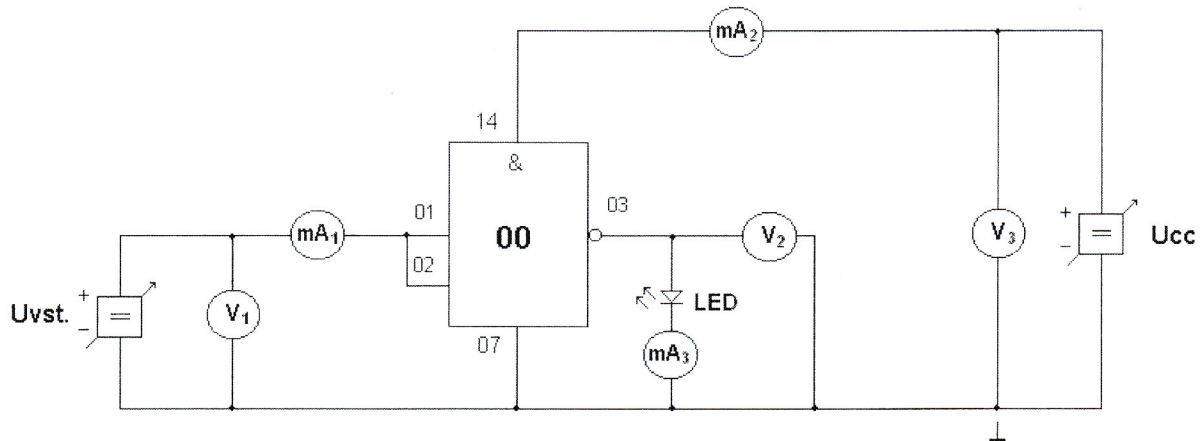 mA2
14
&
01
03
00
mA1
02
V2
V3
+
=
-
Ucc
+
Uvst.
=
-
V1
LED
mA3
07